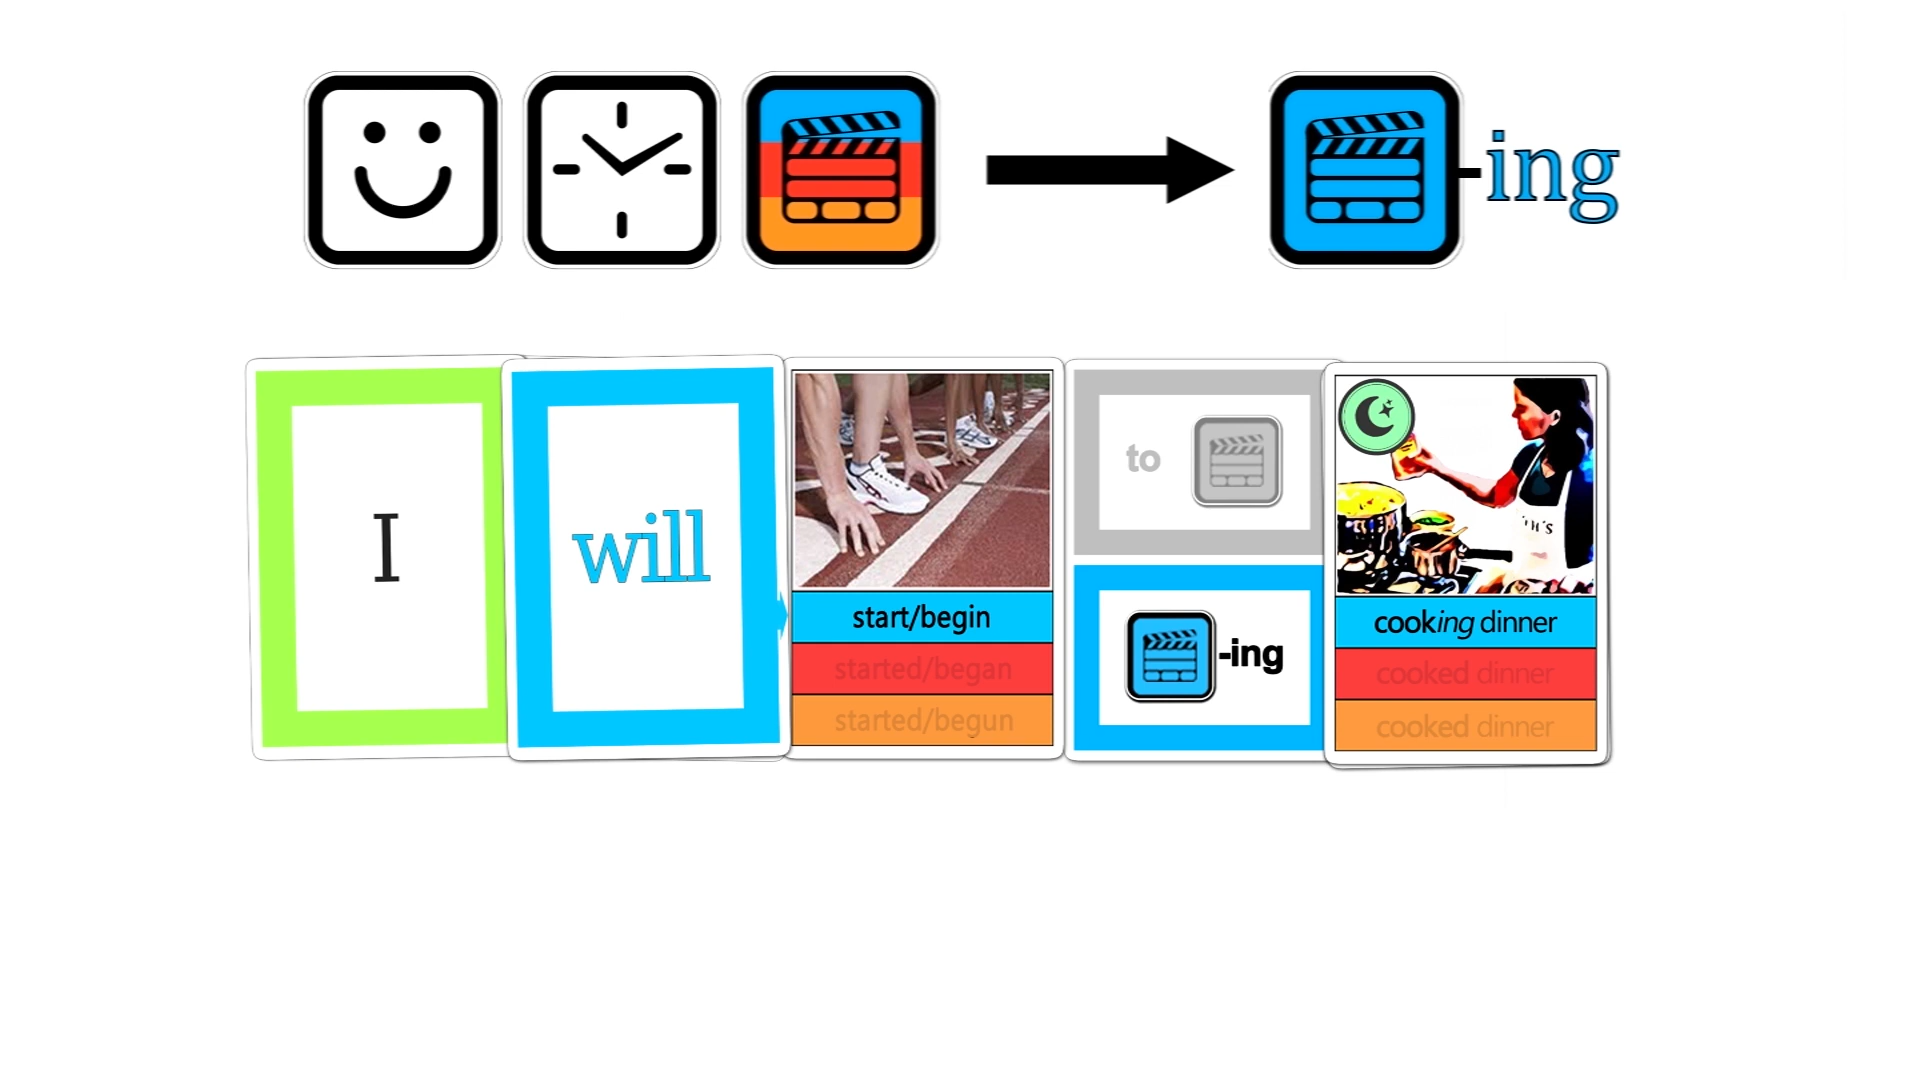 -ing
I
will
start/begin
started/began
started/begun
to
-ing
cooking dinner
cooked dinner
cooked dinner